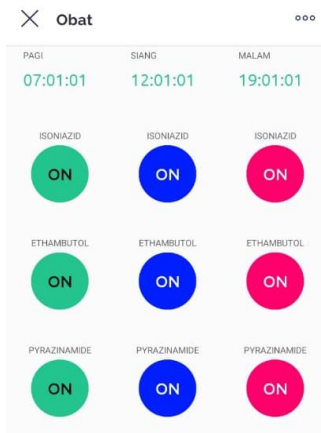 Obat
PAGI SIANG MALAM
07:01:01 12:01:01 19:01:01
ISONIAZID ISONIAZID ISONIAZID
ON ON ON
ETHAMBUTOL ETHAMBUTOL ETHAMBUTOL
ON ON ON
PYRAZINAMIDE PYRAZINAMIDE PYRAZINAMIDE
ON ON ON